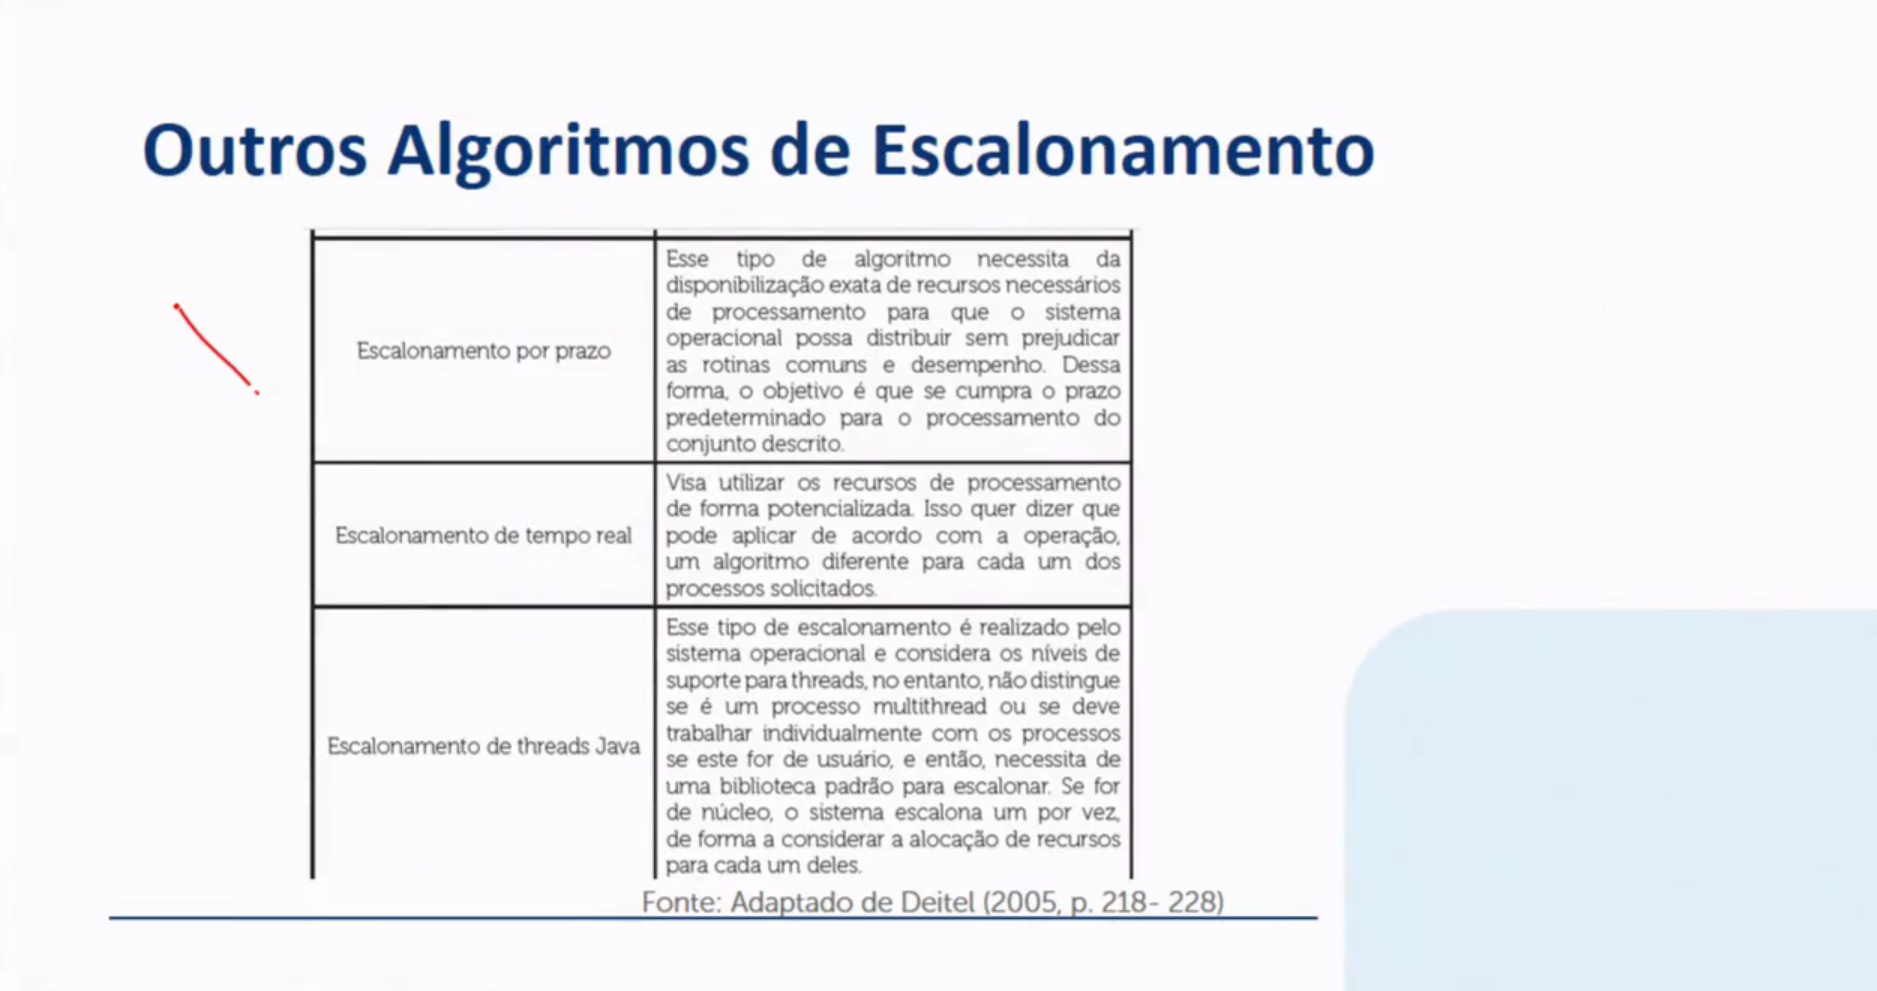 Outros Algoritmos de Escalonamento
Escalonamento por prazo
Esse tipo de algoritmo necessita da
disponibilização exata de recursos necessários
de processamento para que o sistema
operacional possa distribuir sem prejudicar
as rotinas comuns e desempenho. Dessa
forma, o objetivo é que se cumpra o prazo
predeterminado para o processamento do
conjunto descrito.
Escalonamento de tempo real
Visa utilizar os recursos de processamento
de forma potencializada. Isso quer dizer que
pode aplicar de acordo com a operação,
um algoritmo diferente para cada um dos
processos solicitados.
Escalonamento de threads Java
Esse tipo de escalonamento é realizado pelo
sistema operacional e considera os níveis de
suporte para threads, no entanto, não distingue
se é um processo multithread ou se deve
trabalhar individualmente com os processos
se este for de usuário, e então, necessita de
uma biblioteca padrão para escalonar. Se for
de núcleo, o sistema escalona um por vez,
de forma a considerar a alocação de recursos
para cada um deles.
Fonte: Adaptado de Deitel (2005, p. 218- 228)